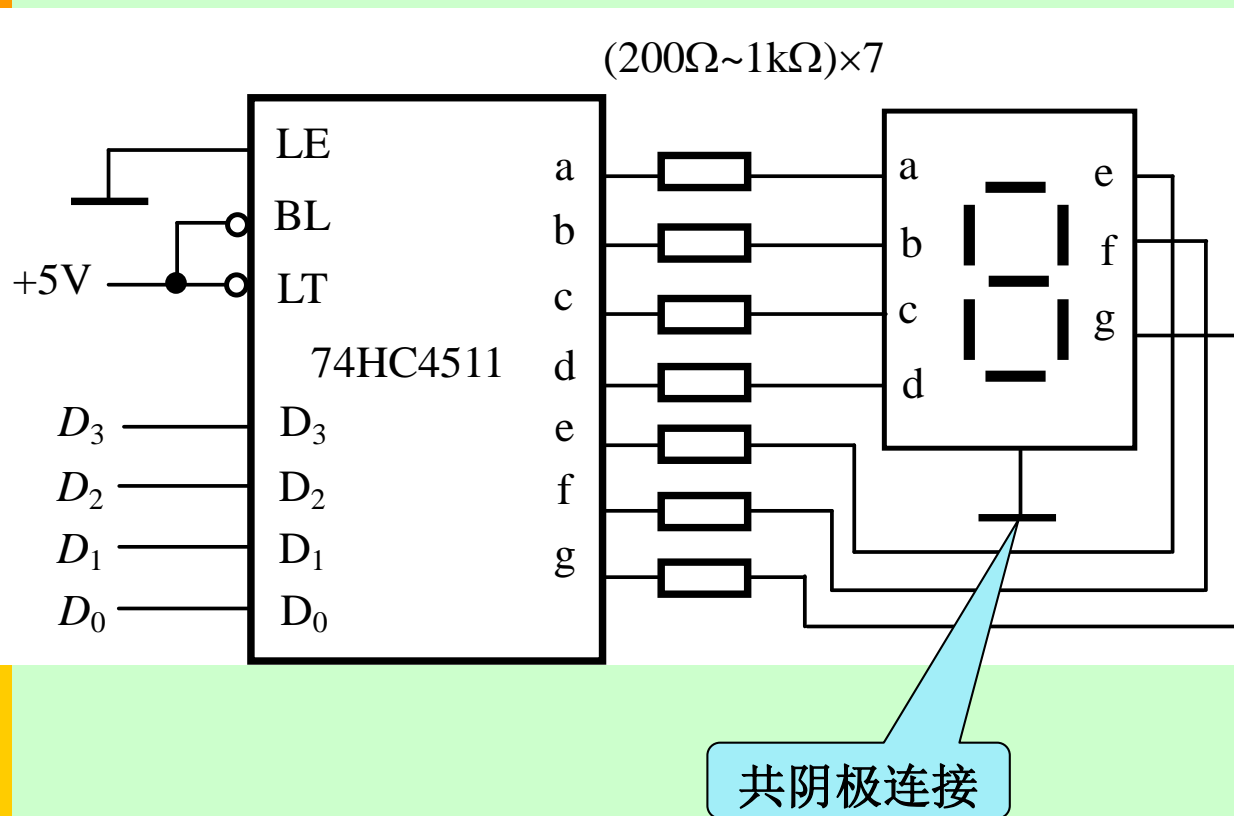 (200Ω~1kΩ)×7
LE
BL
LT
+5V
74HC4511
D₃
D₂
D₁
D₀
D₃
D₂
D₁
D₀
a
b
c
d
e
f
g
a
b
c
d
e
f
g
共阴极连接